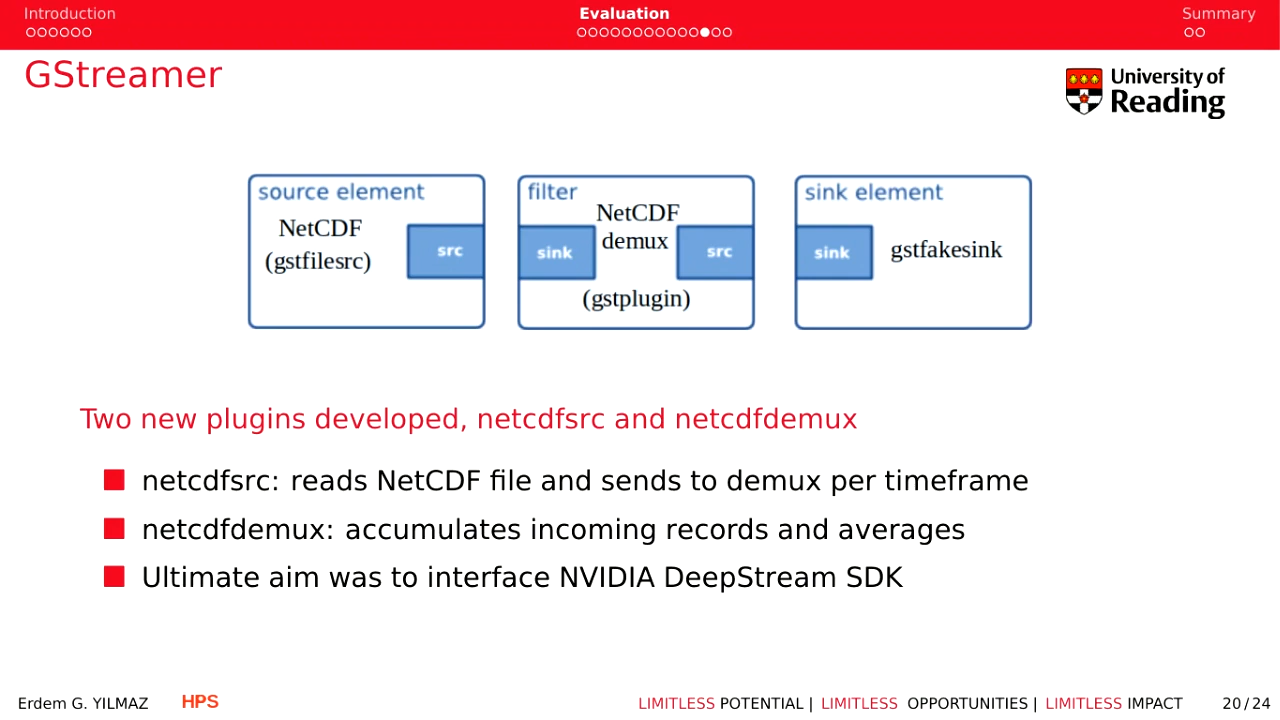 Introduction
Evaluation
Summary
GStreamer
University of
Reading
source element
NetCDF
(gstfilesrc)
src
filter
NetCDF
demux
sink
src
(gstplugin)
sink element
sink
gstfakesink
Two new plugins developed, netcdfsrc and netcdfdemux
netcdfsrc: reads NetCDF file and sends to demux per timeframe
netcdfdemux: accumulates incoming records and averages
Ultimate aim was to interface NVIDIA DeepStream SDK
Erdem G. YILMAZ
HPS
LIMITLESS POTENTIAL | LIMITLESS OPPORTUNITIES | LIMITLESS IMPACT
20/24